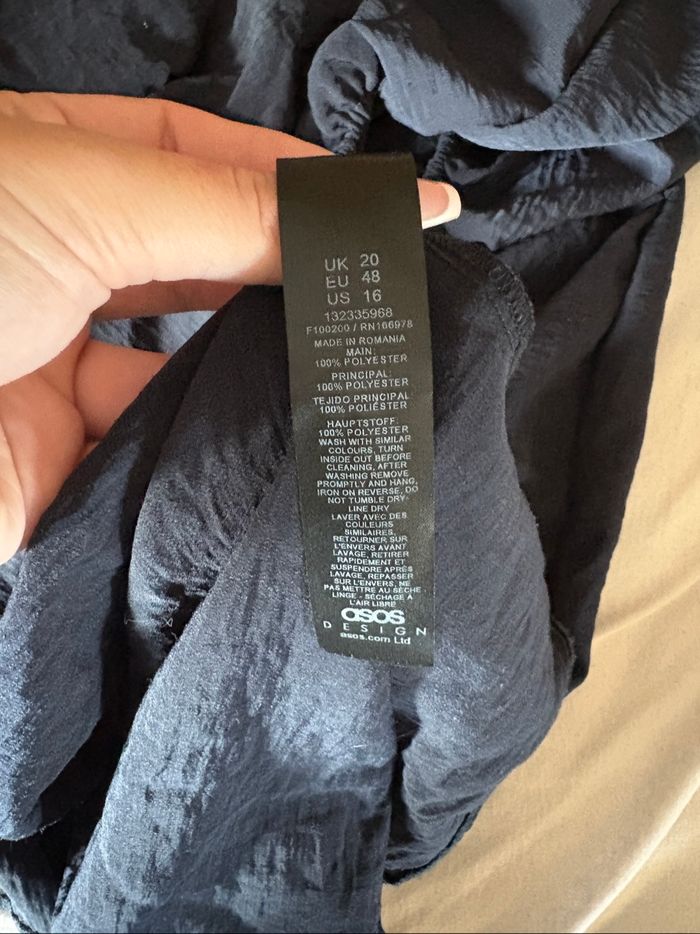 UK 20
EU 48
US 16
132335968
F100200 / RN106978
MADE IN ROMANIA
MAIN:
100% POLYESTER
PRINCIPAL:
100% POLYESTER
TEJIDO PRINCIPAL
100% POLIÉSTER
HAUPTSTOFF:
100% POLYESTER
WASH WITH SIMILAR
COLOURS, TURN
INSIDE OUT BEFORE
CLEANING, AFTER
WASHING REMOVE
PROMPTLY AND HANG,
IRON ON REVERSE, DO
NOT TUMBLE DRY-
LINE DRY
LAVER AVEC DES
COULEURS
SIMILAIRES,
RETOURNER SUR
L'ENVERS AVANT
LAVAGE, RETIRER
RAPIDEMENT ET
SUSPENDRE APRÈS
LAVAGE, REPASSER
SUR L'ENVERS, NE
PAS METTRE AU SÈCHE
LINGE - SÉCHAGE À
L'AIR LIBRE
asos
DESIGN
asos.com Ltd